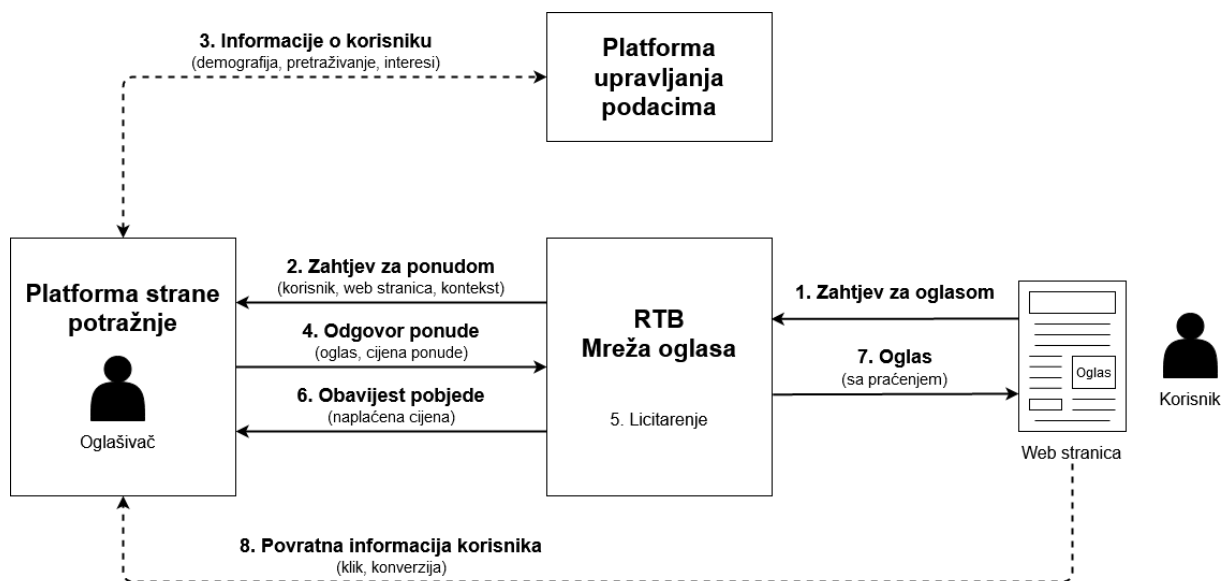 3. Informacije o korisniku
(demografija, pretraživanje, interesi)
Platforma
upravljanja
podacima
Platforma strane
potražnje
Oglašivač
2. Zahtjev za ponudom
(korisnik, web stranica, kontekst)
4. Odgovor ponude
(oglas, cijena ponude)
6. Obavijest pobjede
(naplaćena cijena)
RTB
Mreža oglasa
5. Licitarenje
1. Zahtjev za oglasom
7. Oglas
(sa praćenjem)
Oglas
Web stranica
Korisnik
8. Povratna informacija korisnika
(klik, konverzija)